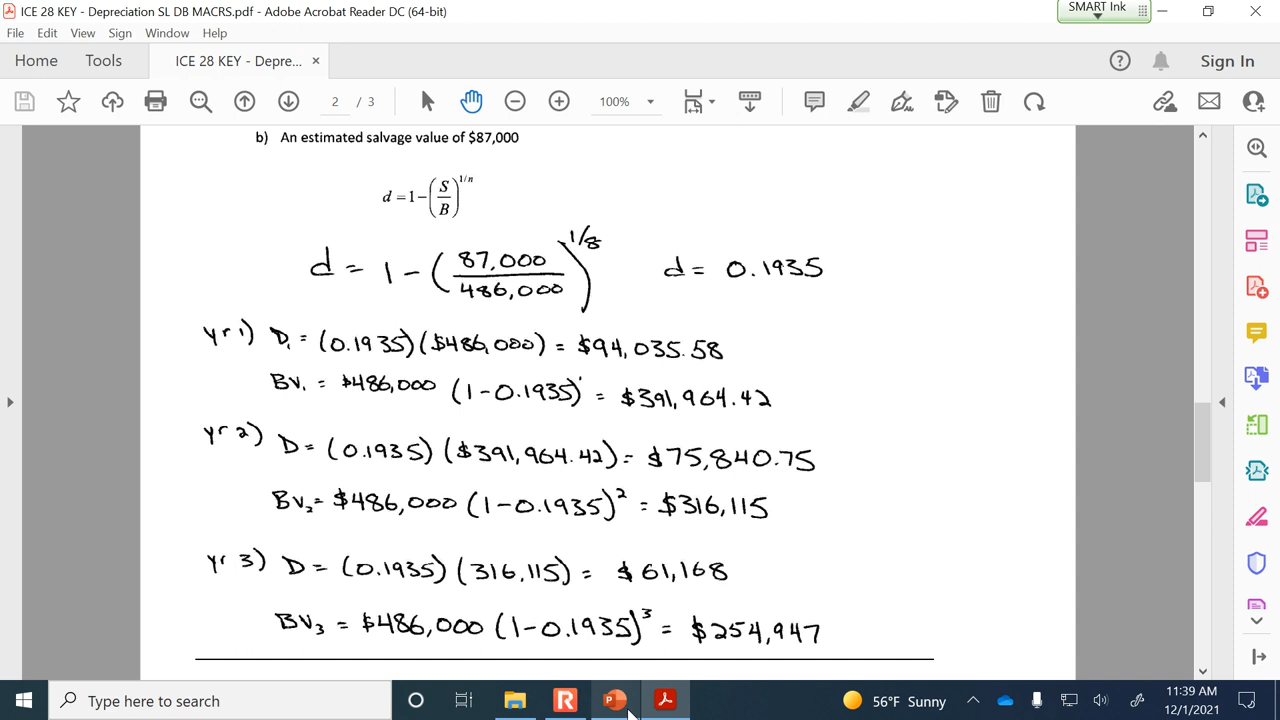 ICE 28 KEY - Depreciation SL DB MACRS.pdf - Adobe Acrobat Reader DC (64-bit)
SMART Ink
File Edit View Sign Window Help
Home Tools ICE 28 KEY - Depre... × Sign In
2 / 3 100%
b) An estimated salvage value of $87,000
d = 1 - (S/B)^1/n
d = 1 - (87,000/486,000)^1/8 d = 0.1935
yr 1) D₁ = (0.1935)($486,000) = $94,035.58
BV₁ = $486,000 (1 - 0.1935)^1 = $391,964.42
yr 2) D = (0.1935) ($391,964.42) = $75,840.75
BV₂ = $486,000 (1 - 0.1935)^2 = $316,115
yr 3) D = (0.1935) (316,115) = $61,168
BV₃ = $486,000 (1 - 0.1935)^3 = $254,947
Type here to search
56°F Sunny
11:39 AM
12/1/2021